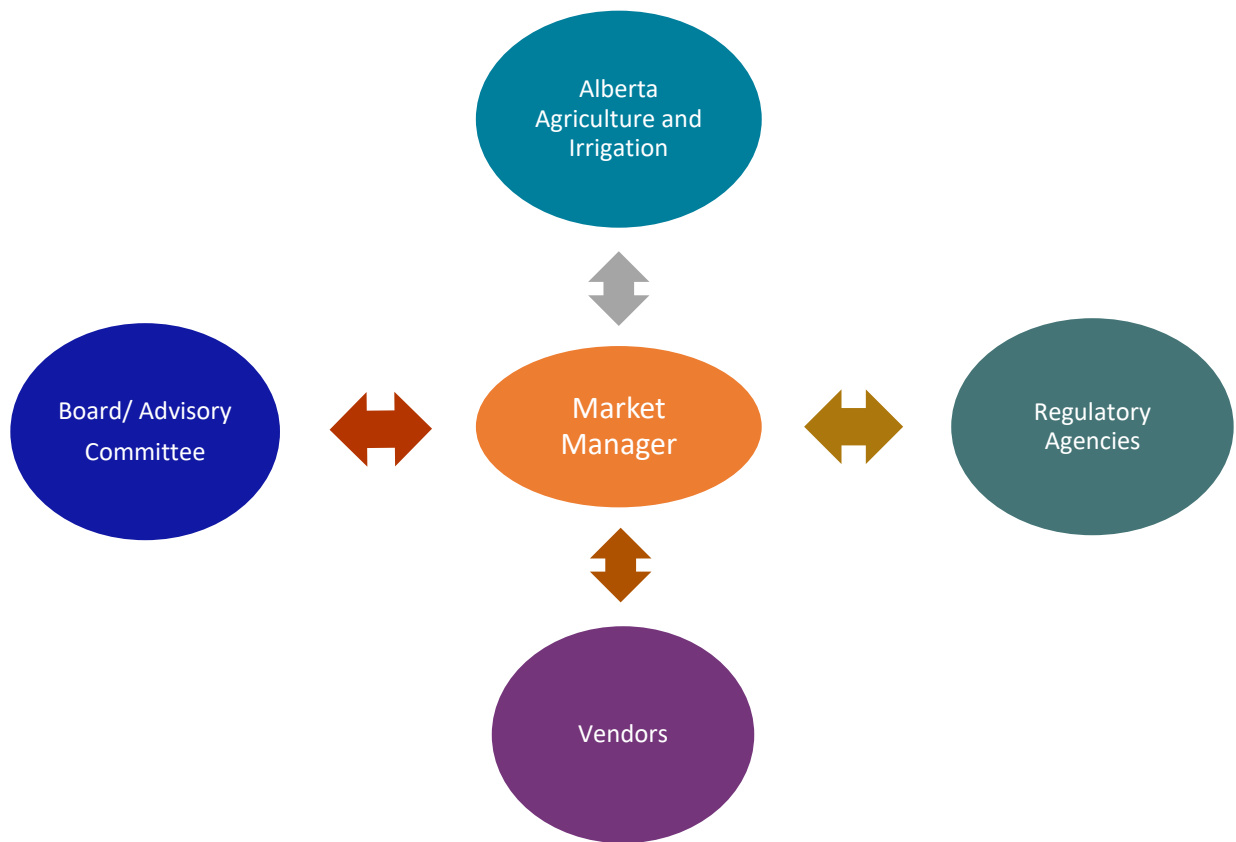 Alberta
Agriculture and
Irrigation
Board/ Advisory
Committee
Market
Manager
Regulatory
Agencies
Vendors